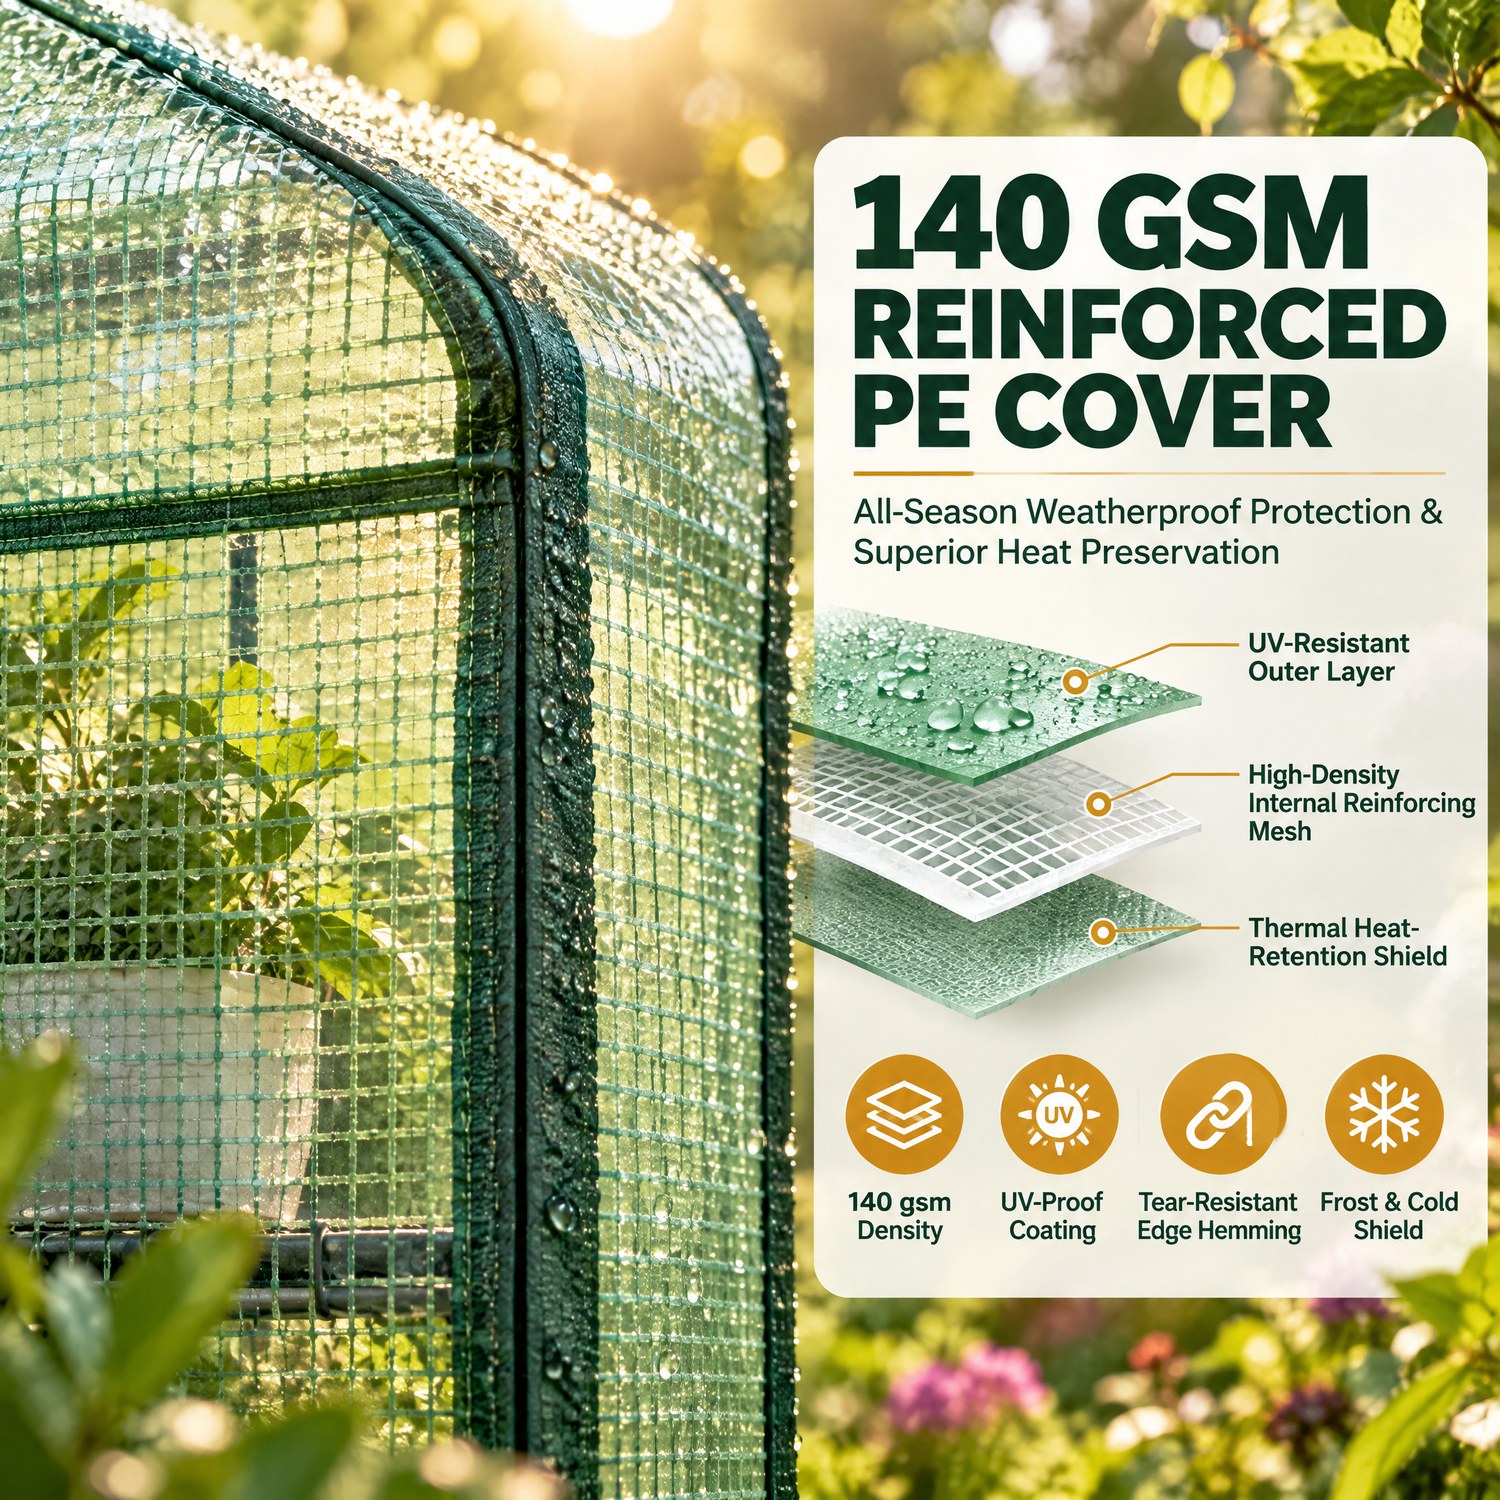 140 GSM
REINFORCED
PE COVER
All-Season Weatherproof Protection &
Superior Heat Preservation
UV-Resistant
Outer Layer
High-Density
Internal Reinforcing
Mesh
Thermal Heat-
Retention Shield
UV
140 gsm
Density
UV-Proof
Coating
Tear-Resistant
Edge Hemming
Frost & Cold
Shield